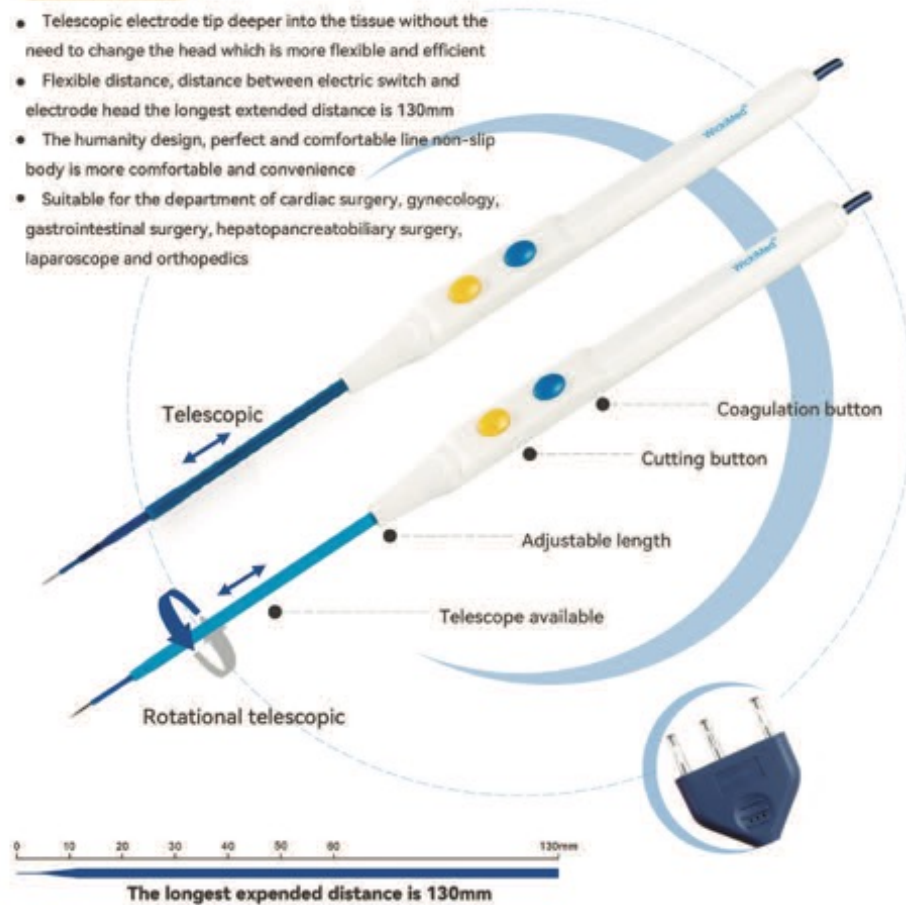 • Telescopic electrode tip deeper into the tissue without the
need to change the head which is more flexible and efficient
• Flexible distance, distance between electric switch and
electrode head the longest extended distance is 130mm
• The humanity design, perfect and comfortable line non-slip
body is more comfortable and convenience
• Suitable for the department of cardiac surgery, gynecology,
gastrointestinal surgery, hepatopancreatobiliary surgery,
laparoscope and orthopedics
WickiMed
WickiMed
Telescopic
Coagulation button
Cutting button
Adjustable length
Telescope available
Rotational telescopic
0 10 20 30 40 50 60 130mm
The longest expended distance is 130mm